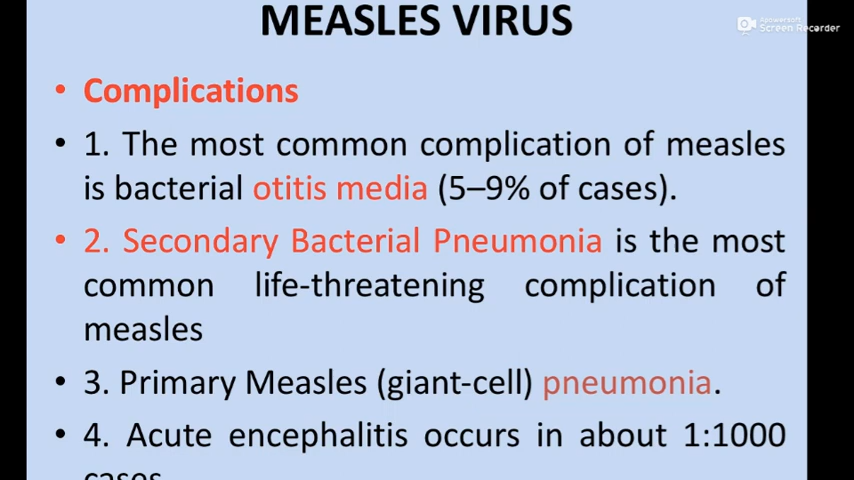 MEASLES VIRUS
Apowersoft
Screen Recorder
• Complications
• 1. The most common complication of measles
is bacterial otitis media (5–9% of cases).
• 2. Secondary Bacterial Pneumonia is the most
common life-threatening complication of
measles
• 3. Primary Measles (giant-cell) pneumonia.
• 4. Acute encephalitis occurs in about 1:1000
cases